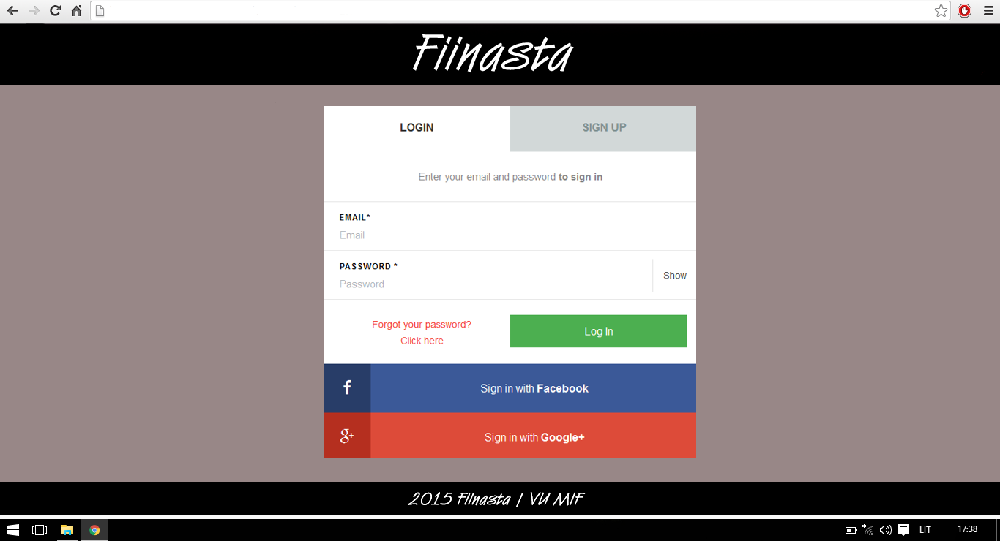 Fiinasta
LOGIN
SIGN UP
Enter your email and password to sign in
EMAIL*
Email
PASSWORD *
Password
Show
Forgot your password?
Click here
Log In
f
Sign in with Facebook
g+
Sign in with Google+
2015 Fiinasta | VU MIF
LIT
17:38